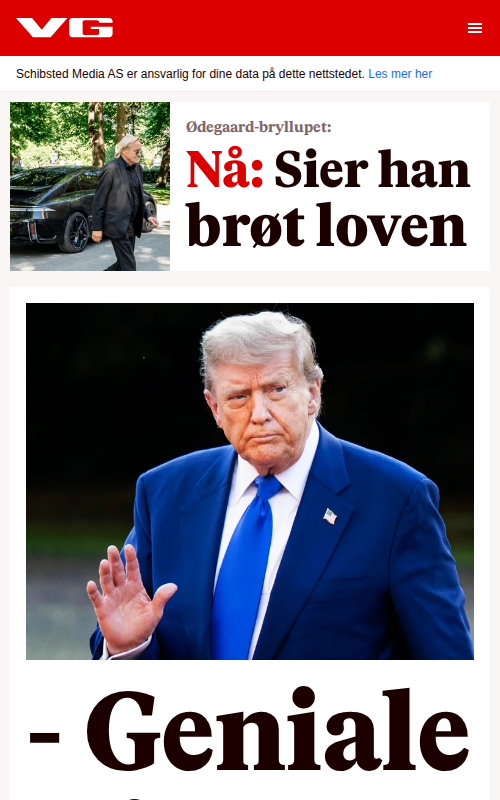 VG
Schibsted Media AS er ansvarlig for dine data på dette nettstedet. Les mer her
Ødegaard-bryllupet:
Nå: Sier han
brøt loven
- Geniale